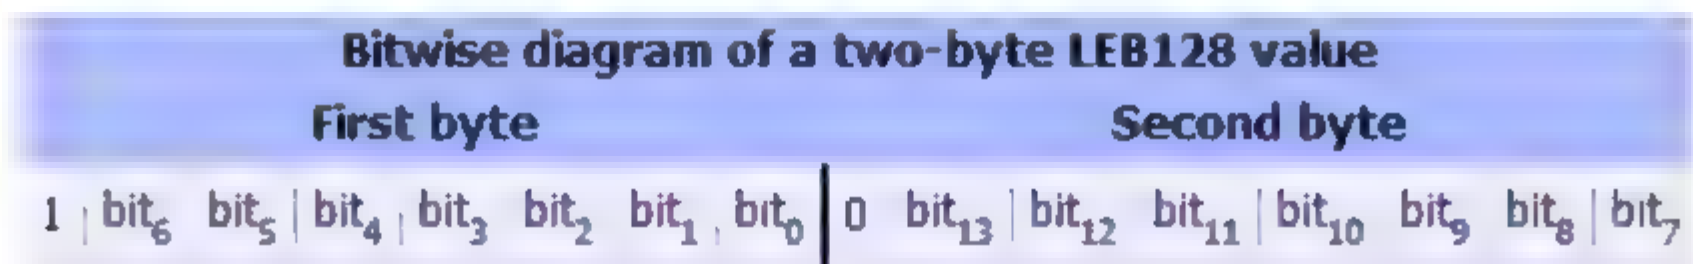 Bitwise diagram of a two-byte LEB128 value
First byte Second byte
1 bit₆ bit₅ bit₄ bit₃ bit₂ bit₁ bit₀ 0 bit₁₃ bit₁₂ bit₁₁ bit₁₀ bit₉ bit₈ bit₇